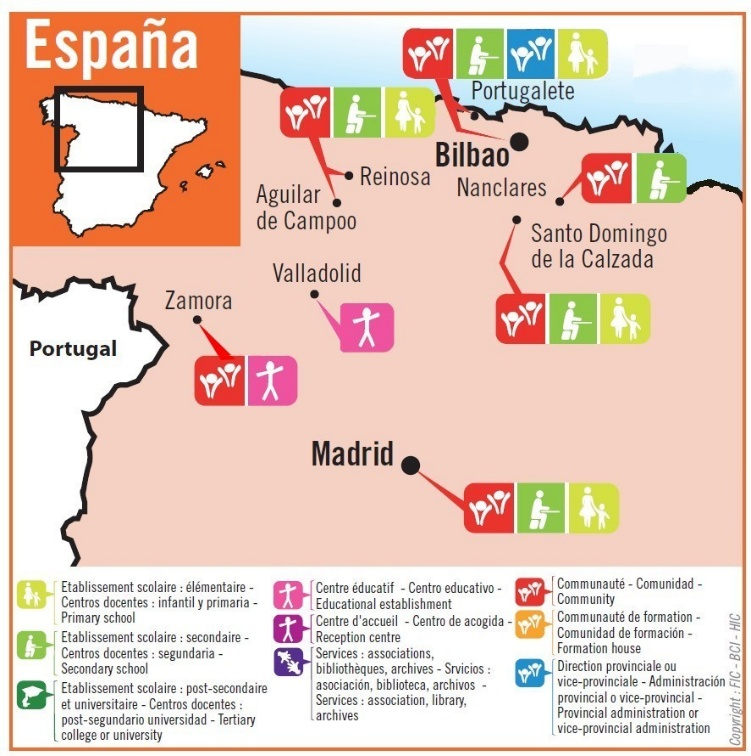 España
Portugalete
Bilbao
Reinosa
Nanclares
Aguilar
de Campoo
Santo Domingo
de la Calzada
Valladolid
Zamora
Portugal
Madrid
Etablissement scolaire : élémentaire -
Centros docentes : infantil y primaria -
Primary school
Etablissement scolaire : secondaire -
Centros docentes : segundaria -
Secondary school
Etablissement scolaire : post-secondaire
et universitaire - Centros docentes :
post-segundario universidad - Tertiary
college or university
Centre éducatif - Centro educativo -
Educational establishment
Centre d'accueil - Centro de acogida -
Reception centre
Services : associations,
bibliothèques, archives - Srvicios :
asociación, biblioteca, archivos -
Services : association, library,
archives
Communauté - Comunidad -
Community
Communauté de formation -
Comunidad de formación -
Formation house
Direction provinciale ou
vice-provinciale - Administración
provincial o vice-provincial -
Provincial administration or
vice-provincial administration
Copyright : FIC - BCI - HIC